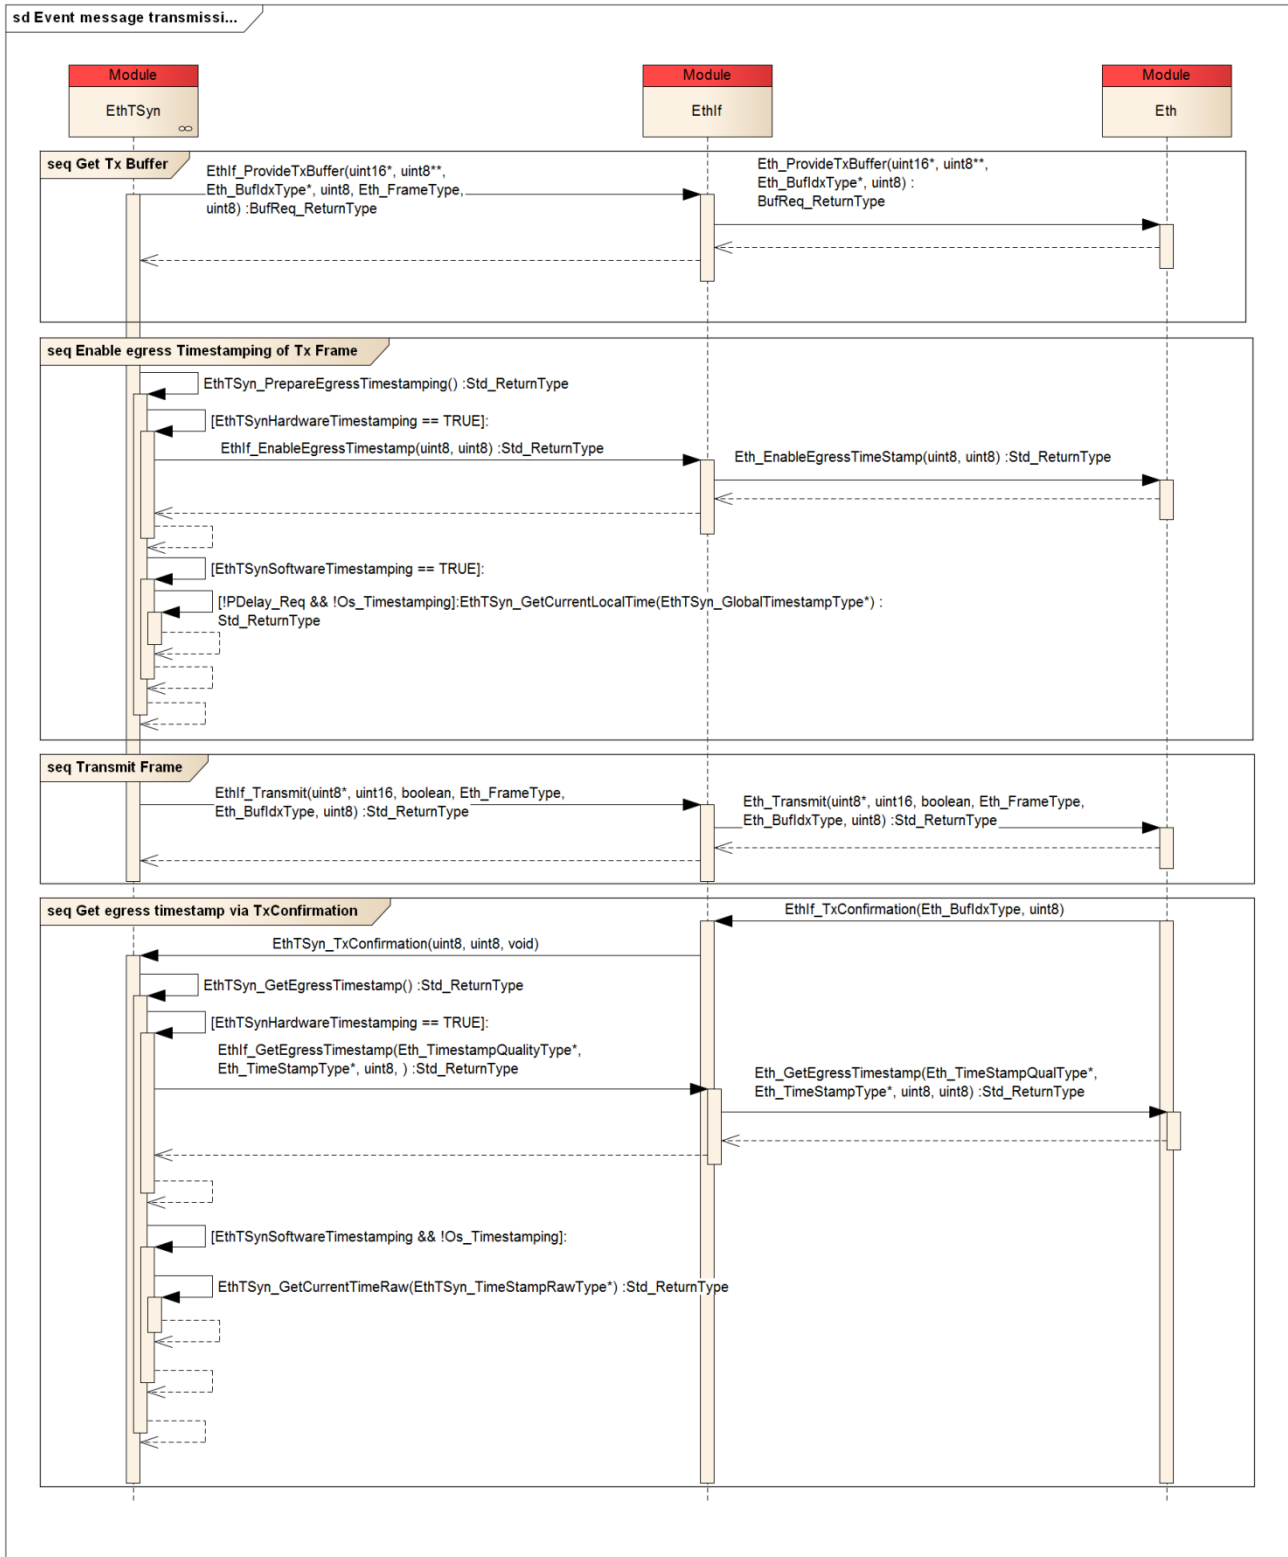 sd Event message transmissi...
Module
EthTSyn
Module
EthIf
Module
Eth
seq Get Tx Buffer
EthIf_ProvideTxBuffer(uint16*, uint8**,
Eth_BufIdxType*, uint8, Eth_FrameType,
uint8) :BufReq_ReturnType
Eth_ProvideTxBuffer(uint16*, uint8**,
Eth_BufIdxType*, uint8) :
BufReq_ReturnType
seq Enable egress Timestamping of Tx Frame
EthTSyn_PrepareEgressTimestamping() :Std_ReturnType
[EthTSynHardwareTimestamping == TRUE]:
EthIf_EnableEgressTimestamp(uint8, uint8) :Std_ReturnType
Eth_EnableEgressTimeStamp(uint8, uint8) :Std_ReturnType
[EthTSynSoftwareTimestamping == TRUE]:
[!PDelay_Req && !Os_Timestamping]:EthTSyn_GetCurrentLocalTime(EthTSyn_GlobalTimestampType*) :
Std_ReturnType
seq Transmit Frame
EthIf_Transmit(uint8*, uint16, boolean, Eth_FrameType,
Eth_BufIdxType, uint8) :Std_ReturnType
Eth_Transmit(uint8*, uint16, boolean, Eth_FrameType,
Eth_BufIdxType, uint8) :Std_ReturnType
seq Get egress timestamp via TxConfirmation
EthIf_TxConfirmation(Eth_BufIdxType, uint8)
EthTSyn_TxConfirmation(uint8, uint8, void)
EthTSyn_GetEgressTimestamp() :Std_ReturnType
[EthTSynHardwareTimestamping == TRUE]:
EthIf_GetEgressTimestamp(Eth_TimestampQualityType*,
Eth_TimeStampType*, uint8, ) :Std_ReturnType
Eth_GetEgressTimestamp(Eth_TimeStampQualType*,
Eth_TimeStampType*, uint8, uint8) :Std_ReturnType
[EthTSynSoftwareTimestamping && !Os_Timestamping]:
EthTSyn_GetCurrentTimeRaw(EthTSyn_TimeStampRawType*) :Std_ReturnType